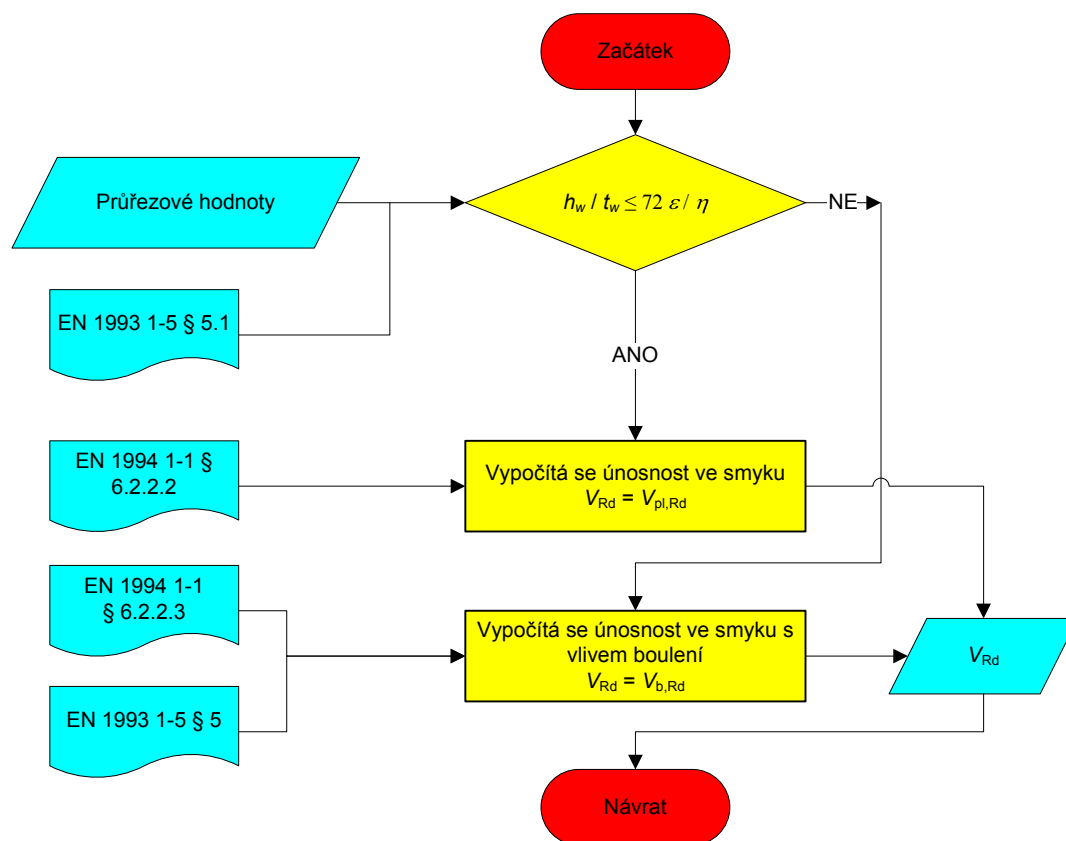 Začátek
Průřezové hodnoty
h_w / t_w ≤ 72 ε / η
NE
EN 1993 1-5 § 5.1
ANO
EN 1994 1-1 §
6.2.2.2
Vypočítá se únosnost ve smyku
V_Rd = V_pl,Rd
EN 1994 1-1
§ 6.2.2.3
Vypočítá se únosnost ve smyku s
vlivem boulení
V_Rd = V_b,Rd
V_Rd
EN 1993 1-5 § 5
Návrat